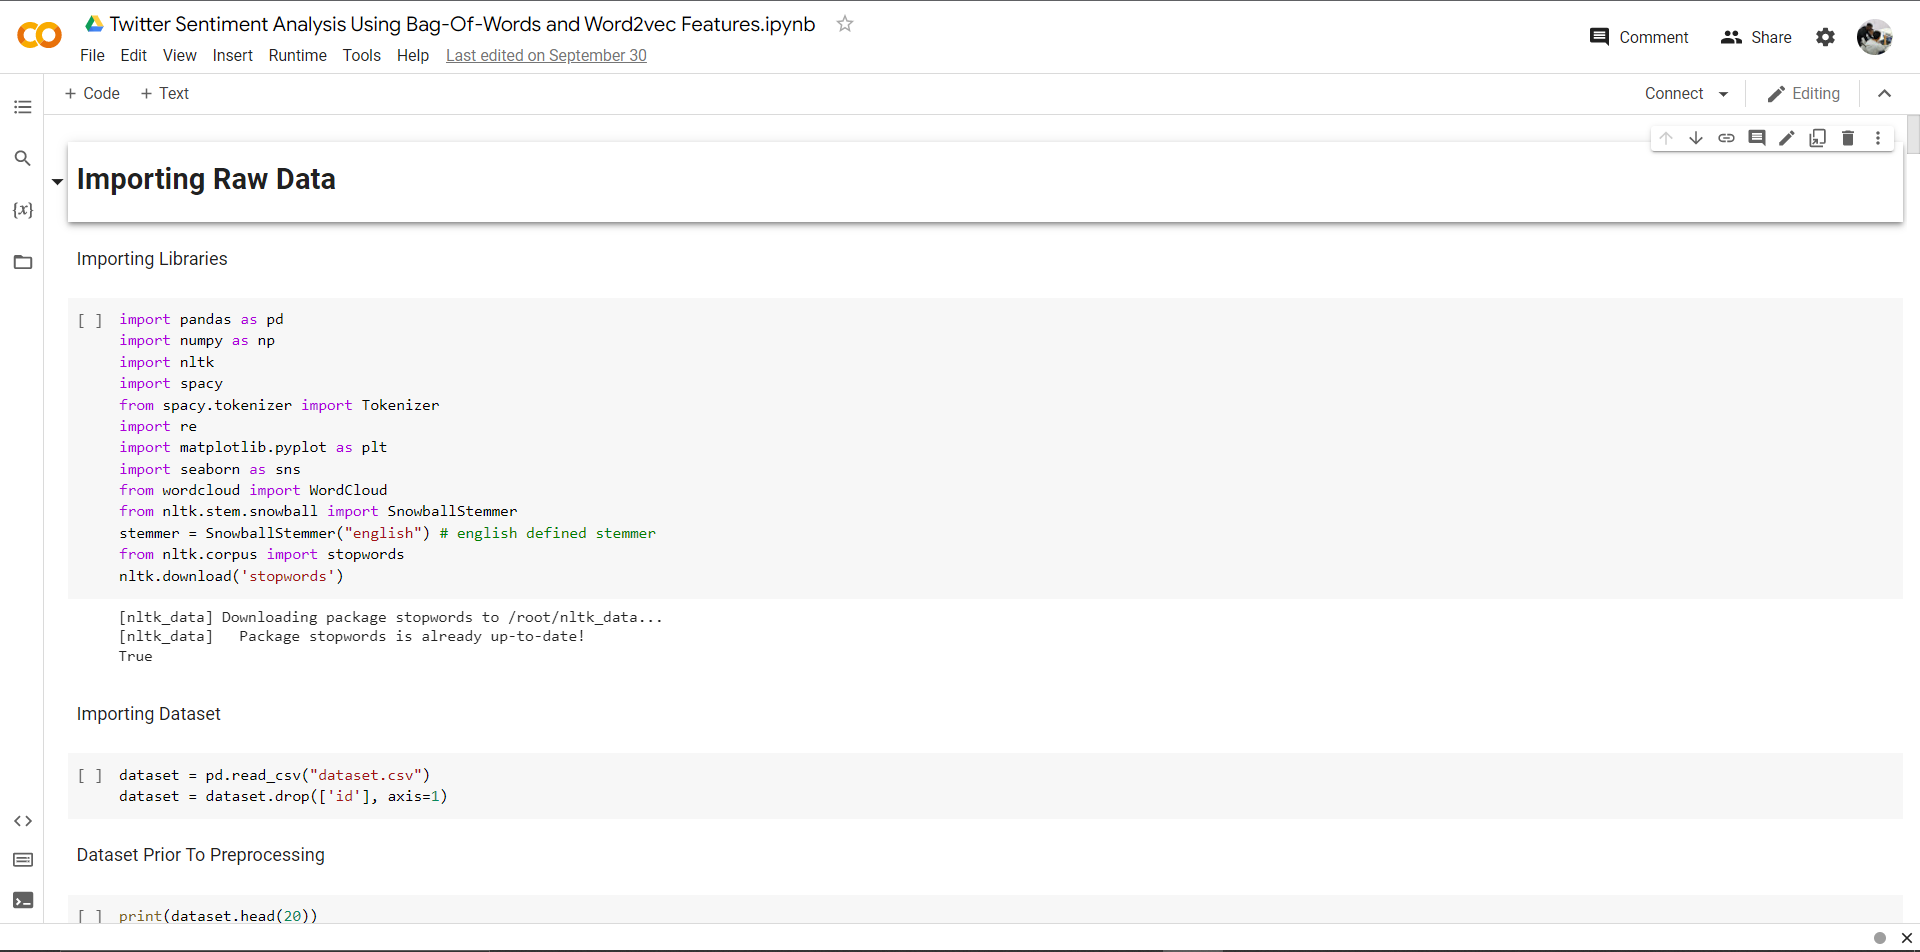 Twitter Sentiment Analysis Using Bag-Of-Words and Word2vec Features.ipynb
File Edit View Insert Runtime Tools Help Last edited on September 30
Comment Share
+ Code + Text
Connect Editing
Importing Raw Data
{x}
Importing Libraries
[ ] import pandas as pd
import numpy as np
import nltk
import spacy
from spacy.tokenizer import Tokenizer
import re
import matplotlib.pyplot as plt
import seaborn as sns
from wordcloud import WordCloud
from nltk.stem.snowball import SnowballStemmer
stemmer = SnowballStemmer("english") # english defined stemmer
from nltk.corpus import stopwords
nltk.download('stopwords')
[nltk_data] Downloading package stopwords to /root/nltk_data...
[nltk_data]   Package stopwords is already up-to-date!
True
Importing Dataset
[ ] dataset = pd.read_csv("dataset.csv")
dataset = dataset.drop(['id'], axis=1)
Dataset Prior To Preprocessing
[ ] print(dataset.head(20))